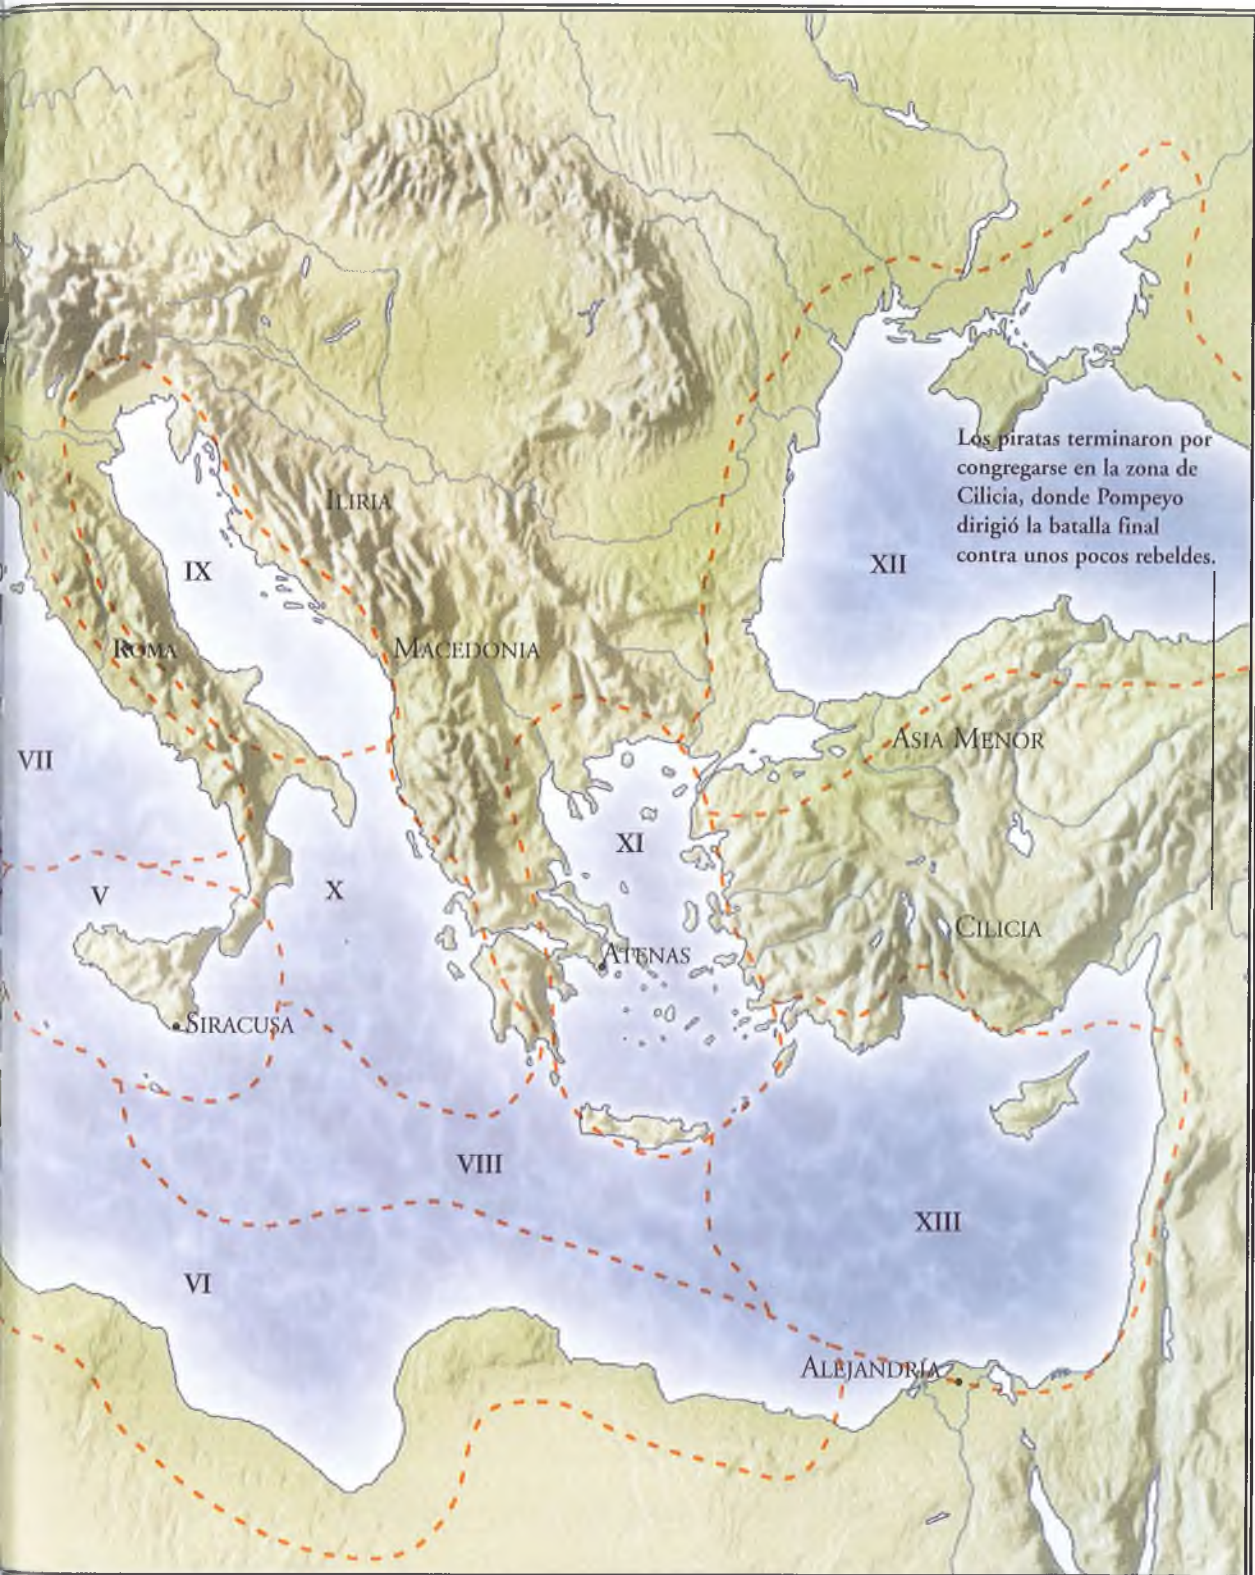 Los piratas terminaron por
congregarse en la zona de
Cilicia, donde Pompeyo
dirigió la batalla final
contra unos pocos rebeldes.
ILIRIA
IX
XII
ROMA
MACEDONIA
ASIA MENOR
VII
XI
V
X
CILICIA
ATENAS
SIRACUSA
VIII
XIII
VI
ALEJANDRÍA